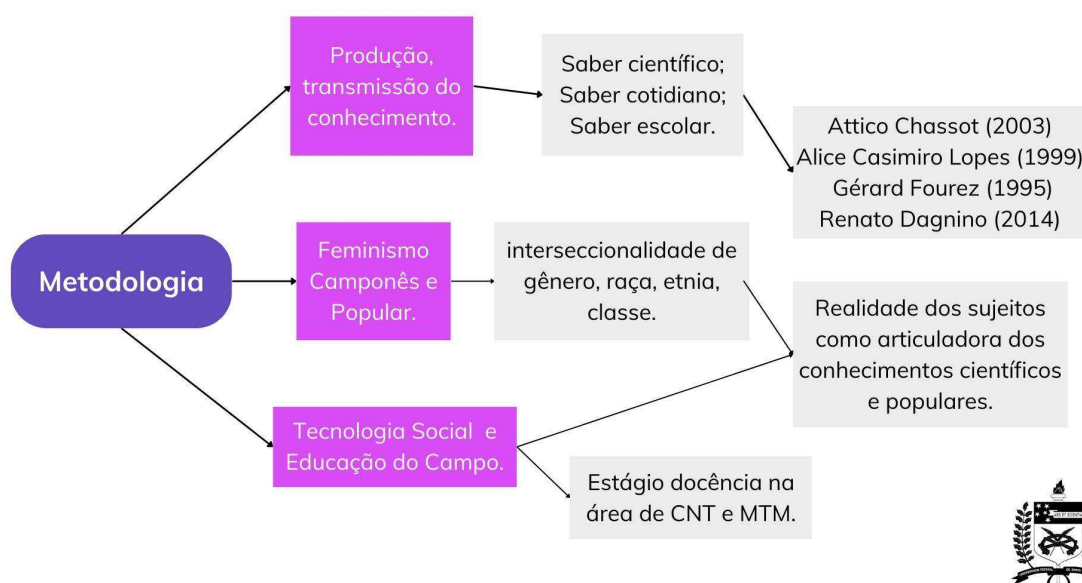 Produção,
transmissão do
conhecimento.
Saber científico;
Saber cotidiano;
Saber escolar.
Attico Chassot (2003)
Alice Casimiro Lopes (1999)
Gérard Fourez (1995)
Renato Dagnino (2014)
Metodologia
Feminismo
Camponês e
Popular.
interseccionalidade de
gênero, raça, etnia,
classe.
Realidade dos sujeitos
como articuladora dos
conhecimentos científicos
e populares.
Tecnologia Social e
Educação do Campo.
Estágio docência na
área de CNT e MTM.